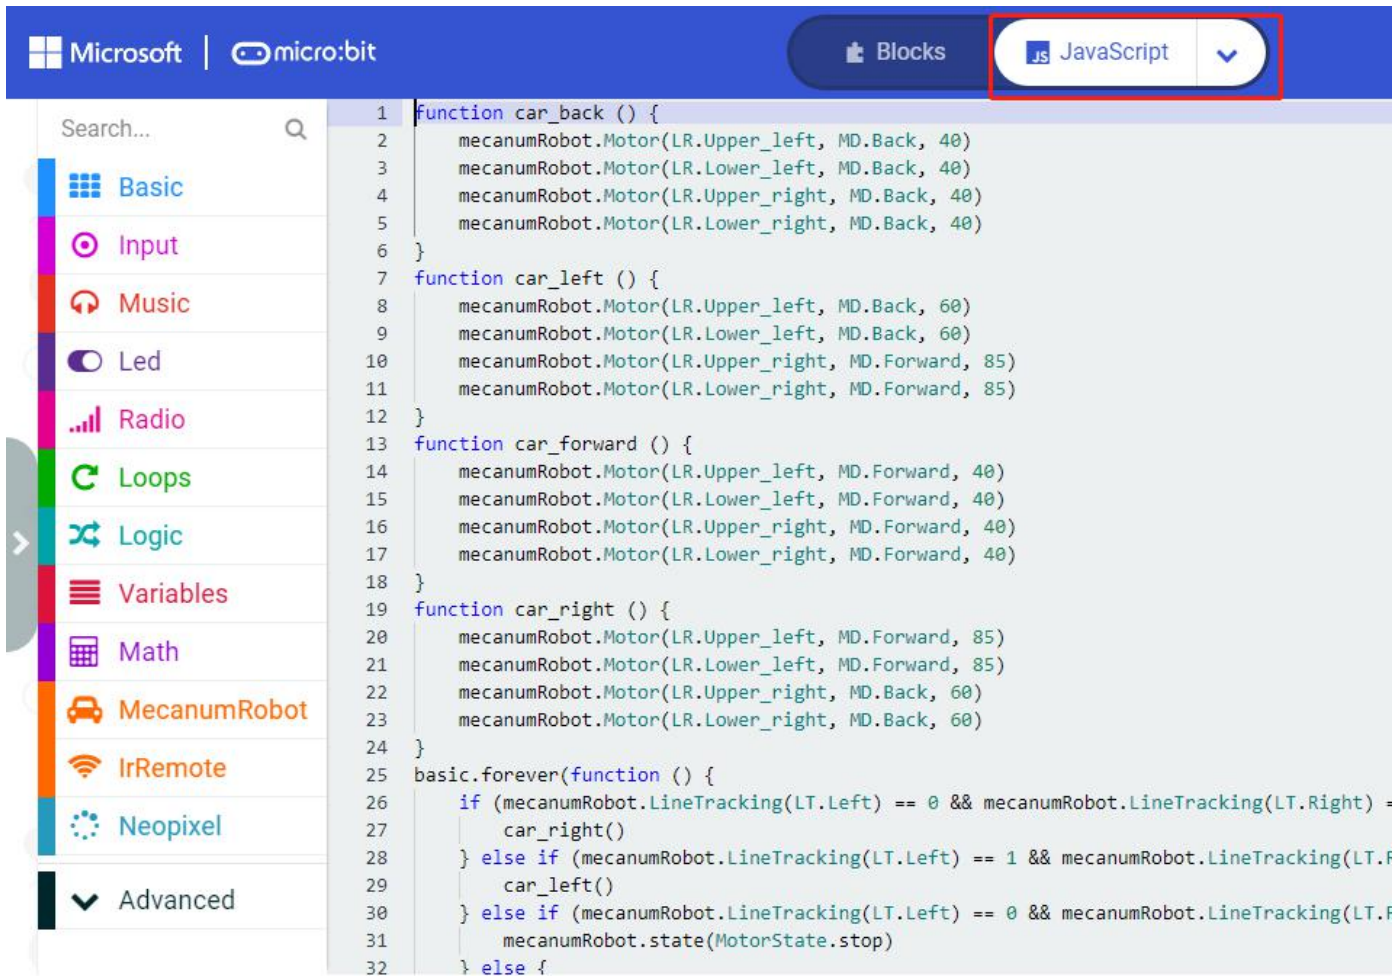 Microsoft | micro:bit
Blocks
JS JavaScript
Search...
Basic
Input
Music
Led
Radio
Loops
Logic
Variables
Math
MecanumRobot
IrRemote
Neopixel
Advanced
1 function car_back () {
2 mecanumRobot.Motor(LR.Upper_left, MD.Back, 40)
3 mecanumRobot.Motor(LR.Lower_left, MD.Back, 40)
4 mecanumRobot.Motor(LR.Upper_right, MD.Back, 40)
5 mecanumRobot.Motor(LR.Lower_right, MD.Back, 40)
6 }
7 function car_left () {
8 mecanumRobot.Motor(LR.Upper_left, MD.Back, 60)
9 mecanumRobot.Motor(LR.Lower_left, MD.Back, 60)
10 mecanumRobot.Motor(LR.Upper_right, MD.Forward, 85)
11 mecanumRobot.Motor(LR.Lower_right, MD.Forward, 85)
12 }
13 function car_forward () {
14 mecanumRobot.Motor(LR.Upper_left, MD.Forward, 40)
15 mecanumRobot.Motor(LR.Lower_left, MD.Forward, 40)
16 mecanumRobot.Motor(LR.Upper_right, MD.Forward, 40)
17 mecanumRobot.Motor(LR.Lower_right, MD.Forward, 40)
18 }
19 function car_right () {
20 mecanumRobot.Motor(LR.Upper_left, MD.Forward, 85)
21 mecanumRobot.Motor(LR.Lower_left, MD.Forward, 85)
22 mecanumRobot.Motor(LR.Upper_right, MD.Back, 60)
23 mecanumRobot.Motor(LR.Lower_right, MD.Back, 60)
24 }
25 basic.forever(function () {
26 if (mecanumRobot.LineTracking(LT.Left) == 0 && mecanumRobot.LineTracking(LT.Right) =
27 car_right()
28 } else if (mecanumRobot.LineTracking(LT.Left) == 1 && mecanumRobot.LineTracking(LT.
29 car_left()
30 } else if (mecanumRobot.LineTracking(LT.Left) == 0 && mecanumRobot.LineTracking(LT.
31 mecanumRobot.state(MotorState.stop)
32 } else {